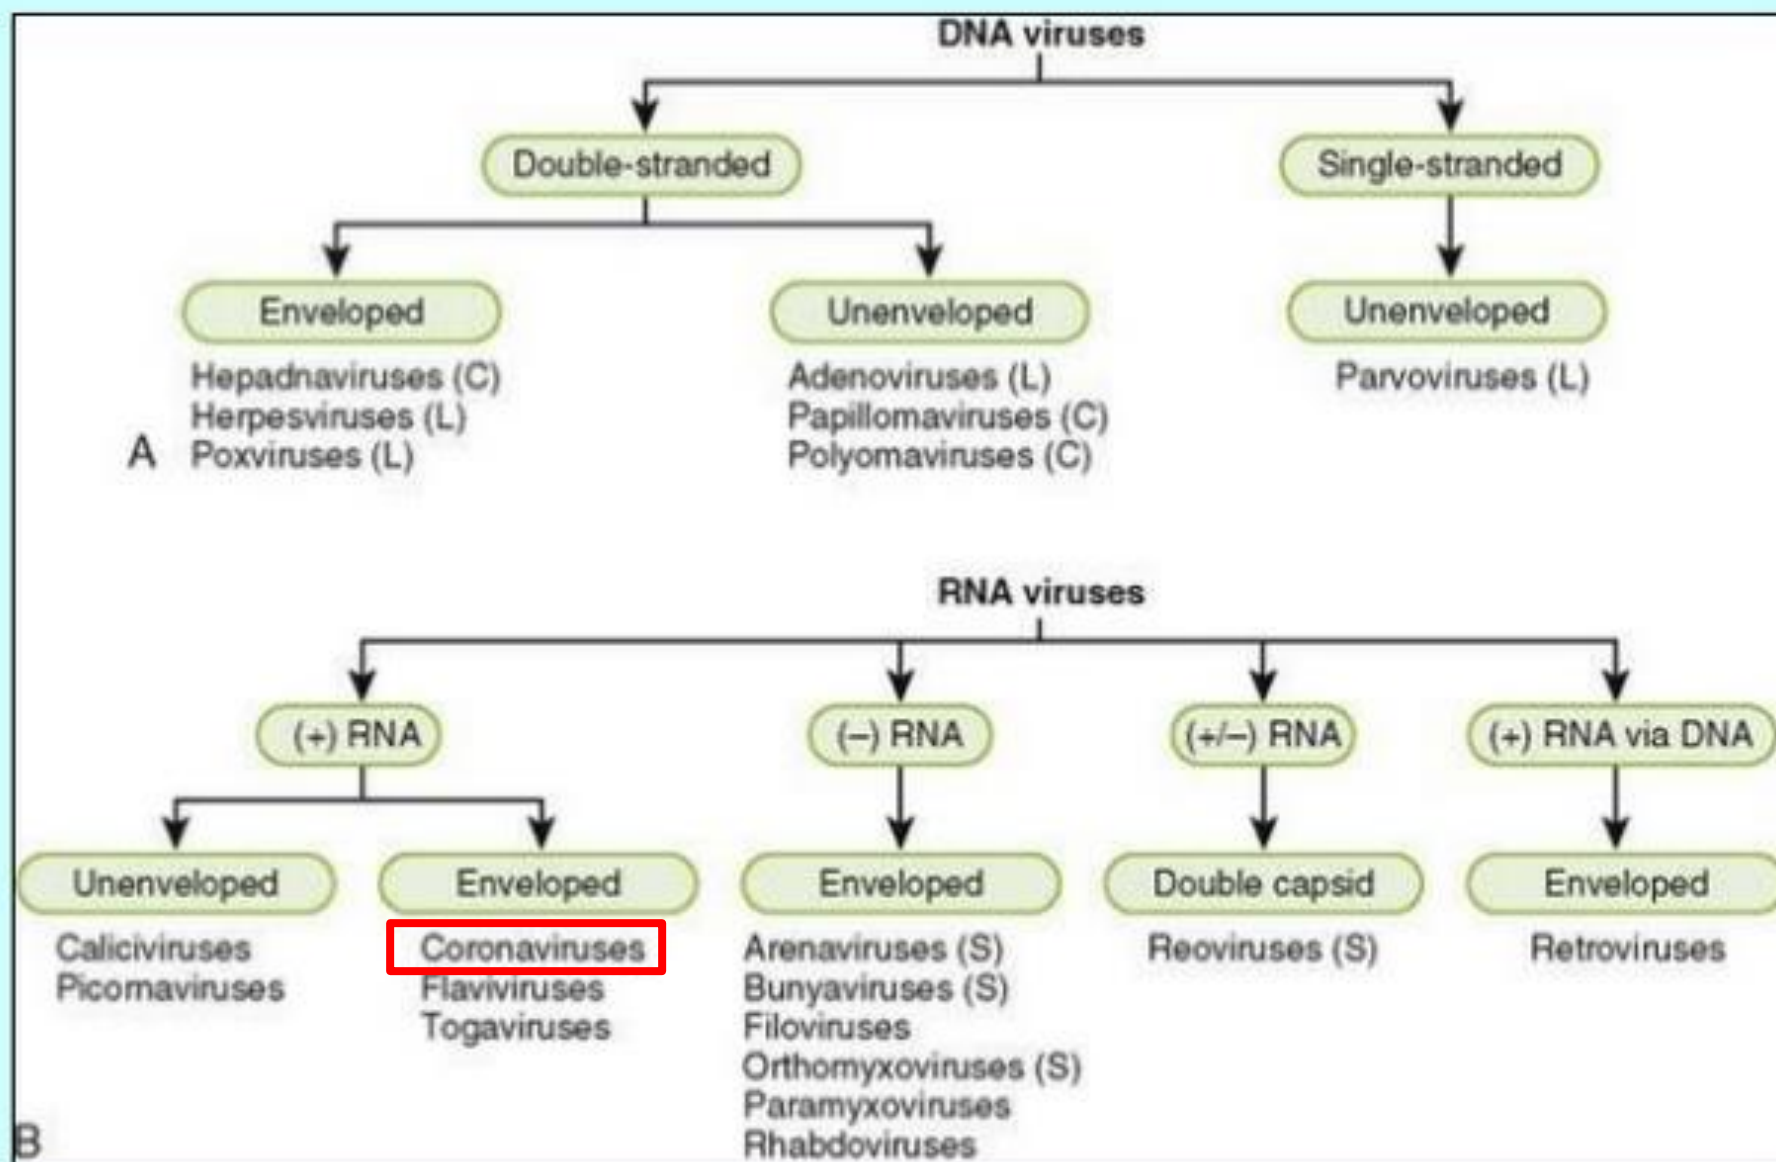 DNA viruses
Double-stranded
Single-stranded
Enveloped
Unenveloped
Unenveloped
Hepadnaviruses (C)
Herpesviruses (L)
Poxviruses (L)
Adenoviruses (L)
Papillomaviruses (C)
Polyomaviruses (C)
Parvoviruses (L)
A
RNA viruses
(+) RNA
(–) RNA
(+/–) RNA
(+) RNA via DNA
Unenveloped
Enveloped
Enveloped
Double capsid
Enveloped
Caliciviruses
Picornaviruses
Coronaviruses
Flaviviruses
Togaviruses
Arenaviruses (S)
Bunyaviruses (S)
Filoviruses
Orthomyxoviruses (S)
Paramyxoviruses
Rhabdoviruses
Reoviruses (S)
Retroviruses
B